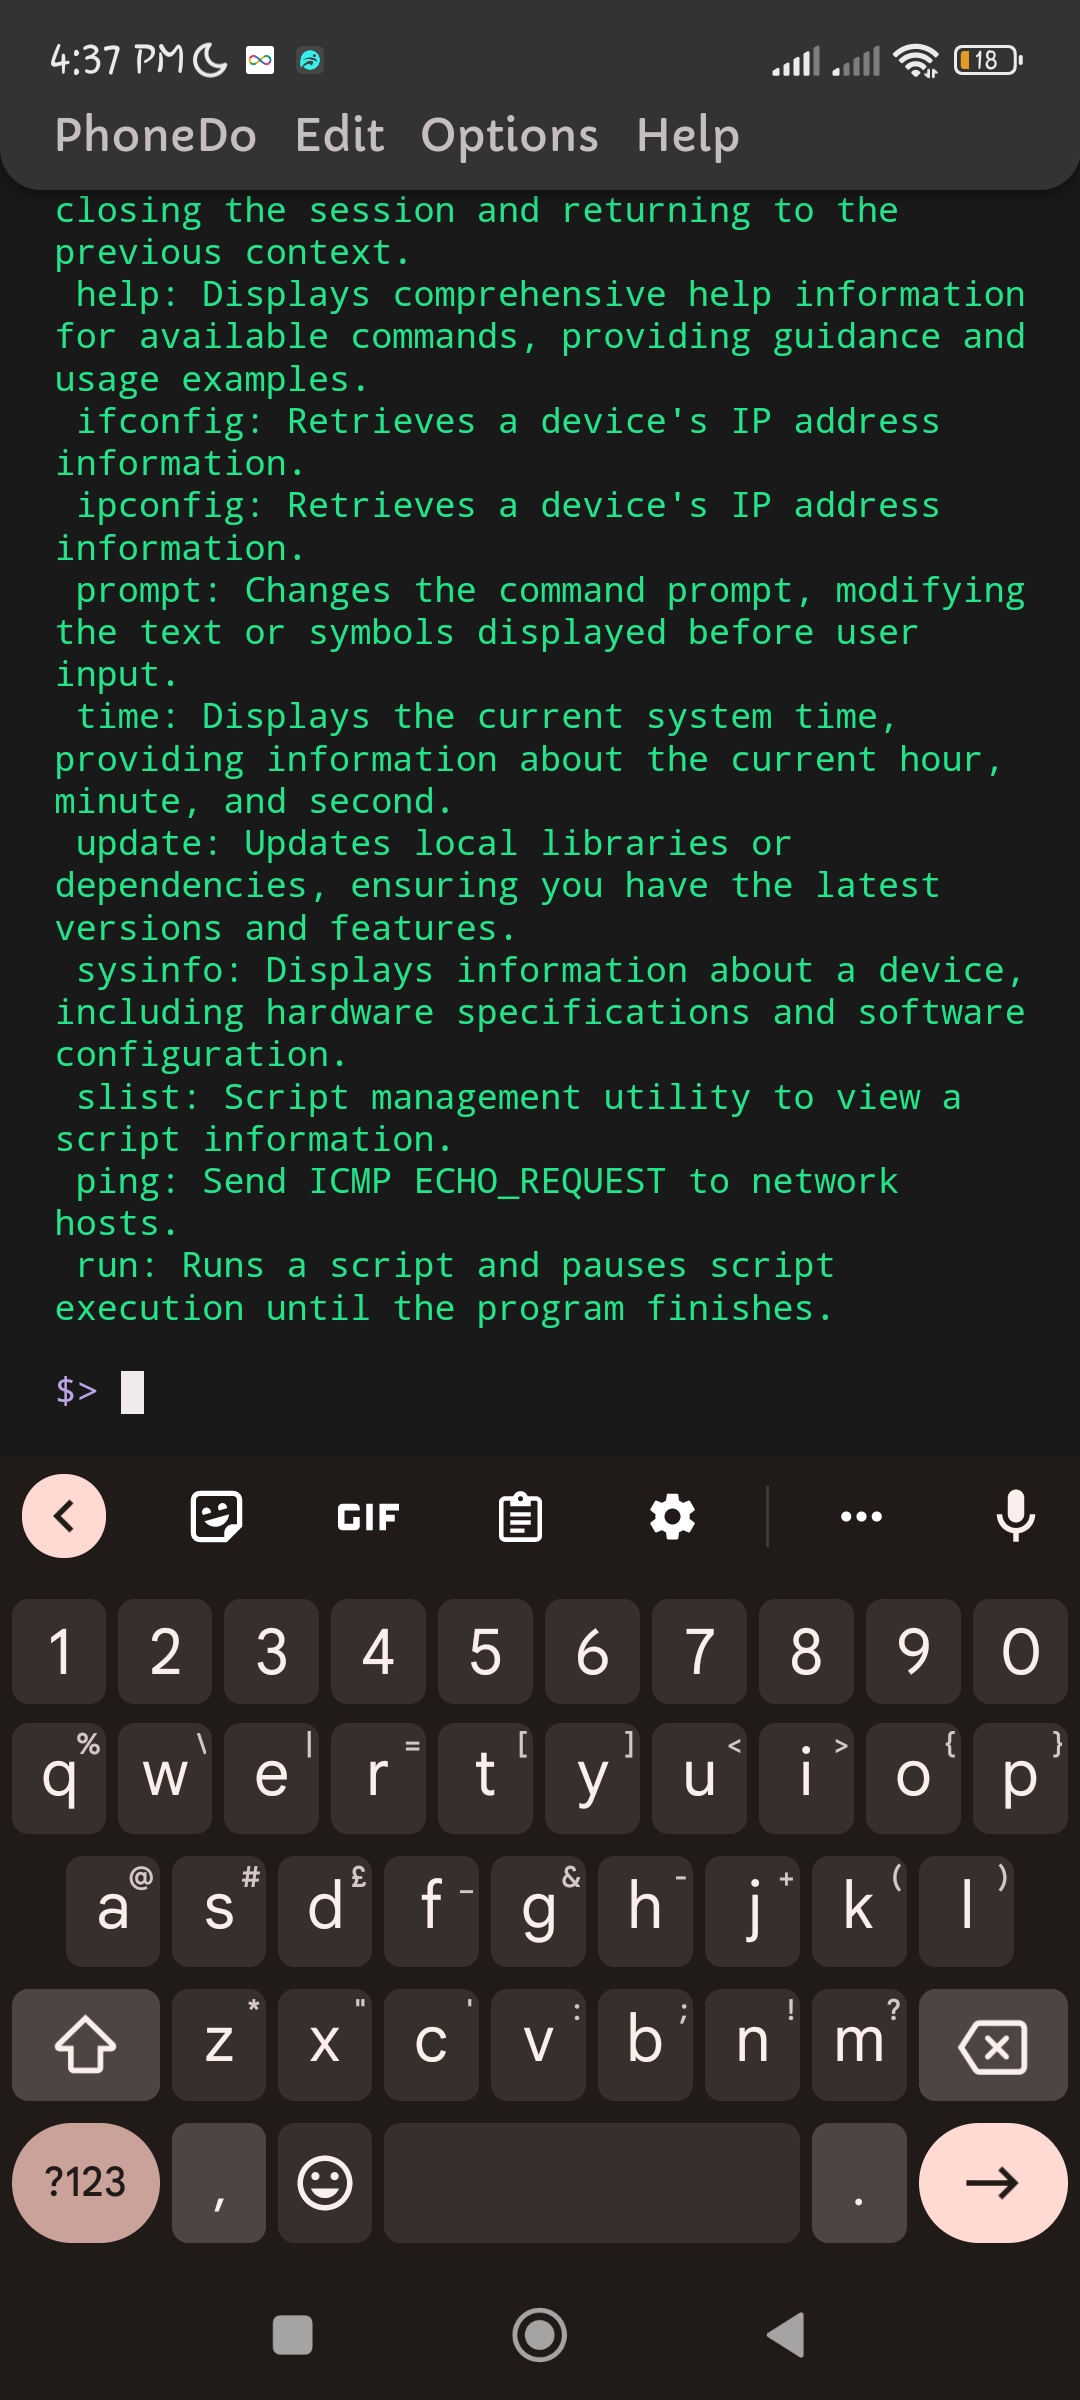 4:37 PM 18
PhoneDo Edit Options Help
closing the session and returning to the
previous context.
help: Displays comprehensive help information
for available commands, providing guidance and
usage examples.
ifconfig: Retrieves a device's IP address
information.
ipconfig: Retrieves a device's IP address
information.
prompt: Changes the command prompt, modifying
the text or symbols displayed before user
input.
time: Displays the current system time,
providing information about the current hour,
minute, and second.
update: Updates local libraries or
dependencies, ensuring you have the latest
versions and features.
sysinfo: Displays information about a device,
including hardware specifications and software
configuration.
slist: Script management utility to view a
script information.
ping: Send ICMP ECHO_REQUEST to network
hosts.
run: Runs a script and pauses script
execution until the program finishes.
$>
GIF
1 2 3 4 5 6 7 8 9 0
q % w \ e | r = t [ y ] u < i > o { p }
a @ s # d £ f _ g & h - j + k ( l )
z * x " c ' v : b ; n ! m ?
?123 , .